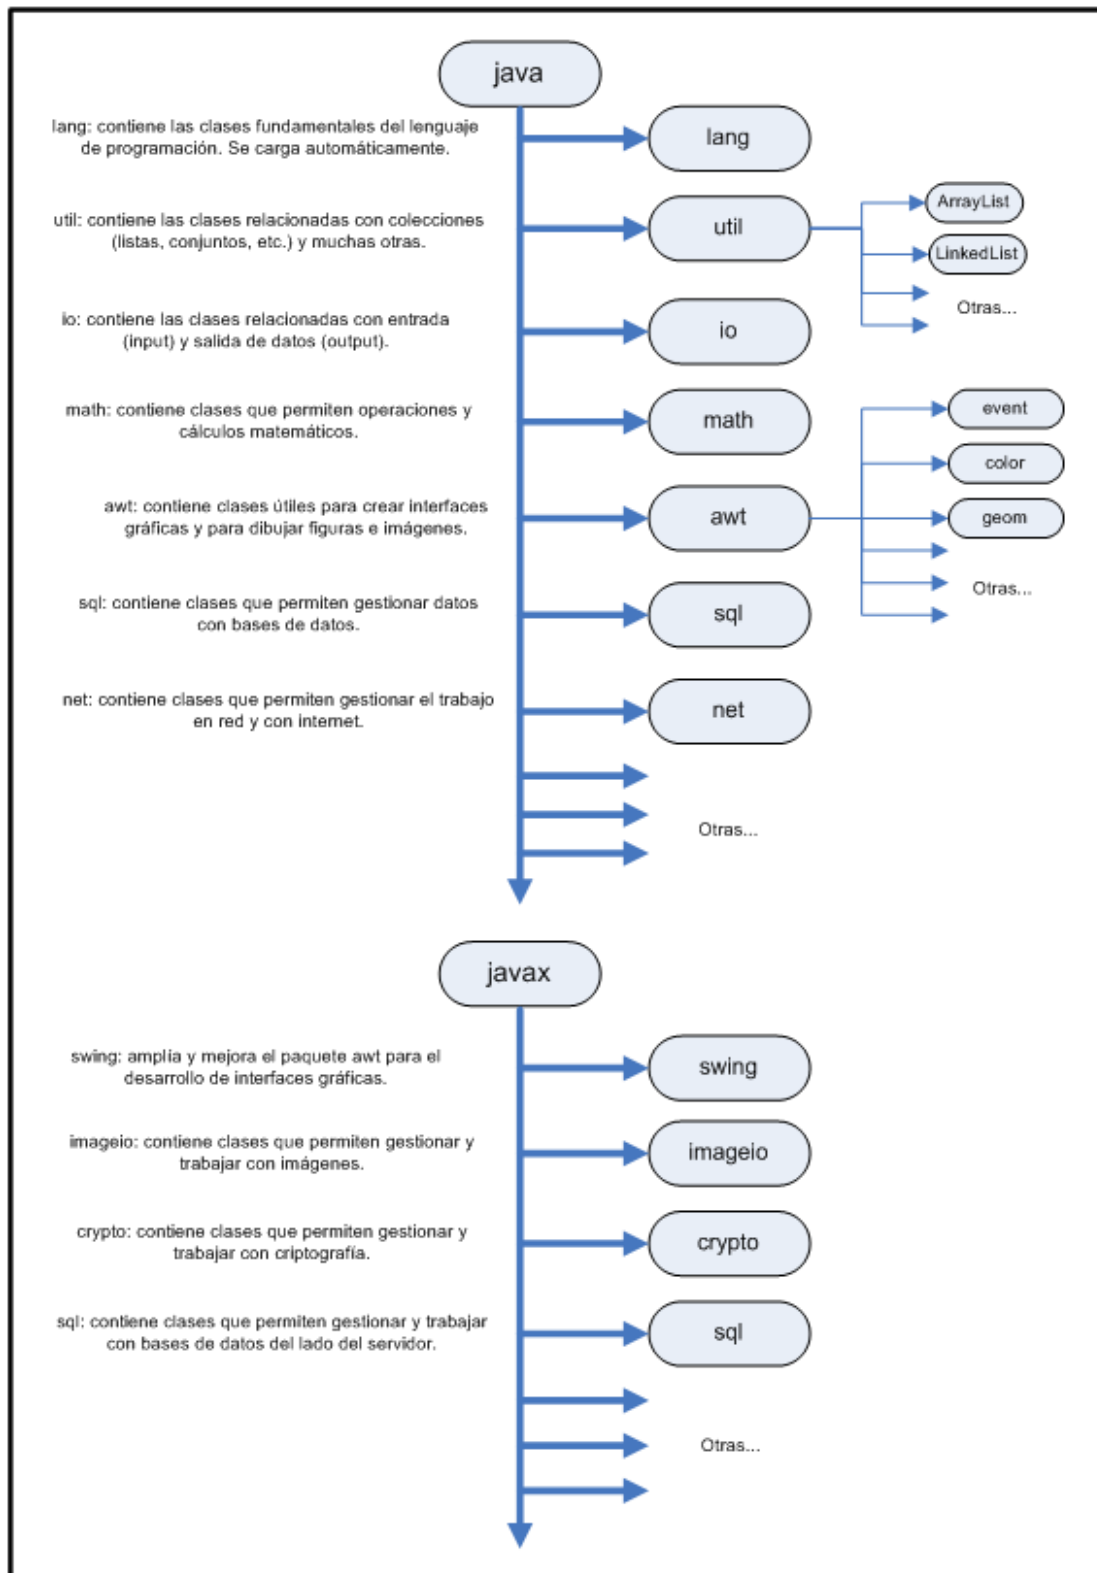 java
lang: contiene las clases fundamentales del lenguaje
de programación. Se carga automáticamente.
lang
util: contiene las clases relacionadas con colecciones
(listas, conjuntos, etc.) y muchas otras.
util
ArrayList
LinkedList
Otras...
io: contiene las clases relacionadas con entrada
(input) y salida de datos (output).
io
math: contiene clases que permiten operaciones y
cálculos matemáticos.
math
awt: contiene clases útiles para crear interfaces
gráficas y para dibujar figuras e imágenes.
awt
event
color
geom
Otras...
sql: contiene clases que permiten gestionar datos
con bases de datos.
sql
net: contiene clases que permiten gestionar el trabajo
en red y con internet.
net
Otras...
javax
swing: amplia y mejora el paquete awt para el
desarrollo de interfaces gráficas.
swing
imageio: contiene clases que permiten gestionar y
trabajar con imágenes.
imageio
crypto: contiene clases que permiten gestionar y
trabajar con criptografía.
crypto
sql: contiene clases que permiten gestionar y trabajar
con bases de datos del lado del servidor.
sql
Otras...